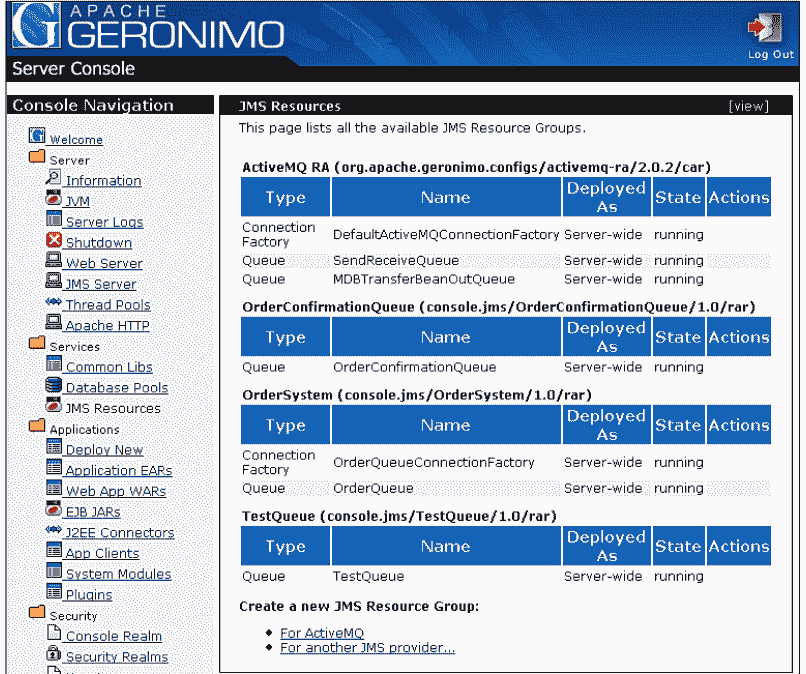 APACHE
GERONIMO
Log Out
Server Console
Console Navigation
Welcome
Server
Information
JVM
Server Logs
Shutdown
Web Server
JMS Server
Thread Pools
Apache HTTP
Services
Common Libs
Database Pools
JMS Resources
Applications
Deploy New
Application EARs
Web App WARs
EJB JARs
J2EE Connectors
App Clients
System Modules
Plugins
Security
Console Realm
Security Realms
JMS Resources [view]
This page lists all the available JMS Resource Groups.
ActiveMQ RA (org.apache.geronimo.configs/activemq-ra/2.0.2/car)
Type Name Deployed As State Actions
Connection Factory DefaultActiveMQConnectionFactory Server-wide running
Queue SendReceiveQueue Server-wide running
Queue MDBTransferBeanOutQueue Server-wide running
OrderConfirmationQueue (console.jms/OrderConfirmationQueue/1.0/rar)
Type Name Deployed As State Actions
Queue OrderConfirmationQueue Server-wide running
OrderSystem (console.jms/OrderSystem/1.0/rar)
Type Name Deployed As State Actions
Connection Factory OrderQueueConnectionFactory Server-wide running
Queue OrderQueue Server-wide running
TestQueue (console.jms/TestQueue/1.0/rar)
Type Name Deployed As State Actions
Queue TestQueue Server-wide running
Create a new JMS Resource Group:
For ActiveMQ
For another JMS provider...